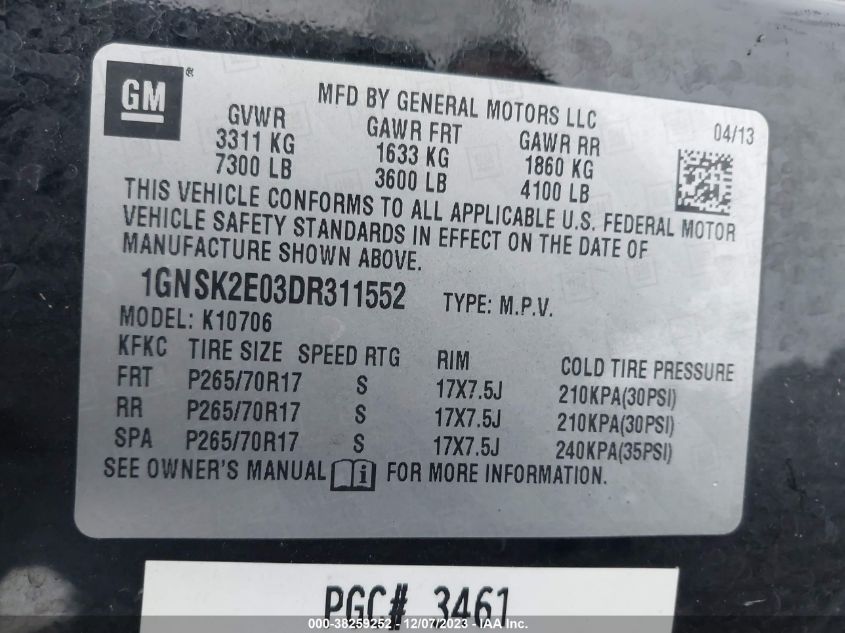 GM ®
MFD BY GENERAL MOTORS LLC
04/13
GVWR GAWR FRT GAWR RR
3311 KG 1633 KG 1860 KG
7300 LB 3600 LB 4100 LB
THIS VEHICLE CONFORMS TO ALL APPLICABLE U.S. FEDERAL MOTOR
VEHICLE SAFETY STANDARDS IN EFFECT ON THE DATE OF
MANUFACTURE SHOWN ABOVE.
1GNSK2E03DR311552 TYPE: M.P.V.
MODEL: K10706
KFKC TIRE SIZE SPEED RTG RIM COLD TIRE PRESSURE
FRT P265/70R17 S 17X7.5J 210KPA(30PSI)
RR P265/70R17 S 17X7.5J 210KPA(30PSI)
SPA P265/70R17 S 17X7.5J 240KPA(35PSI)
SEE OWNER'S MANUAL i FOR MORE INFORMATION.
PGC# 3461
000-38259252 - 12/07/2023 - IAA Inc.